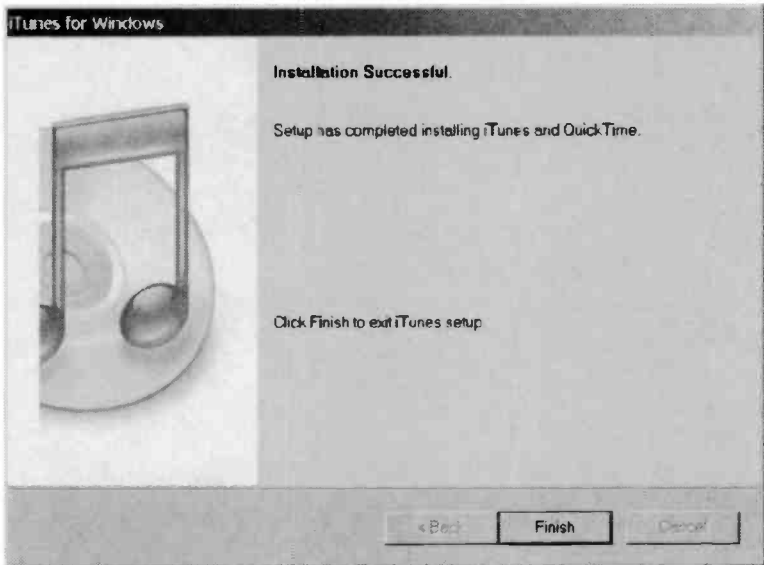 iTunes for Windows
Installation Successful.
Setup has completed installing iTunes and QuickTime.
Click Finish to exit iTunes setup
< Back
Finish
Cancel